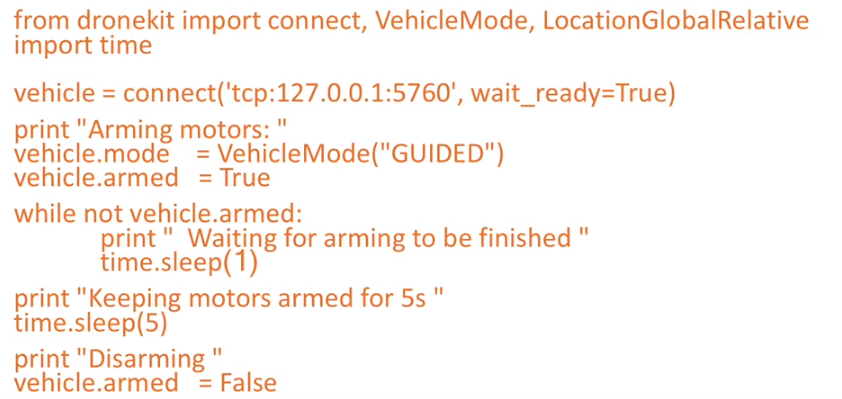 from dronekit import connect, VehicleMode, LocationGlobalRelative
import time
vehicle = connect('tcp:127.0.0.1:5760', wait_ready=True)
print "Arming motors: "
vehicle.mode   = VehicleMode("GUIDED")
vehicle.armed  = True
while not vehicle.armed:
        print "  Waiting for arming to be finished "
        time.sleep(1)
print "Keeping motors armed for 5s "
time.sleep(5)
print "Disarming "
vehicle.armed  = False